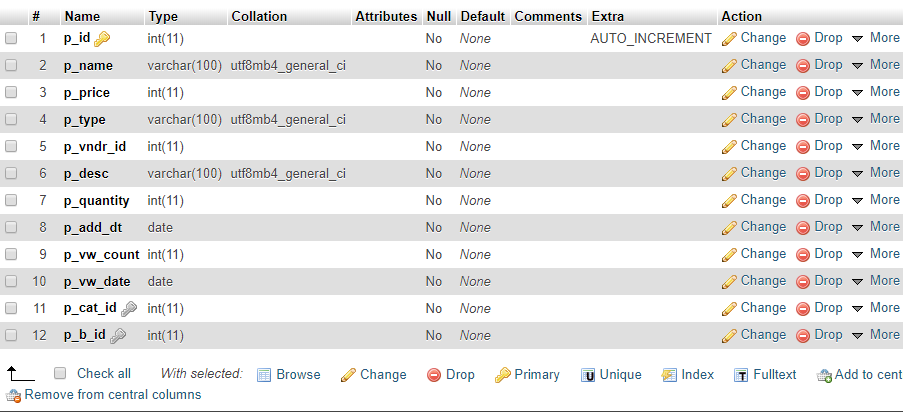 # Name Type Collation Attributes Null Default Comments Extra Action
1 p_id int(11) No None AUTO_INCREMENT Change Drop More
2 p_name varchar(100) utf8mb4_general_ci No None Change Drop More
3 p_price int(11) No None Change Drop More
4 p_type varchar(100) utf8mb4_general_ci No None Change Drop More
5 p_vndr_id int(11) No None Change Drop More
6 p_desc varchar(100) utf8mb4_general_ci No None Change Drop More
7 p_quantity int(11) No None Change Drop More
8 p_add_dt date No None Change Drop More
9 p_vw_count int(11) No None Change Drop More
10 p_vw_date date No None Change Drop More
11 p_cat_id int(11) No None Change Drop More
12 p_b_id int(11) No None Change Drop More
Check all With selected: Browse Change Drop Primary U Unique Index T Fulltext Add to cent
Remove from central columns